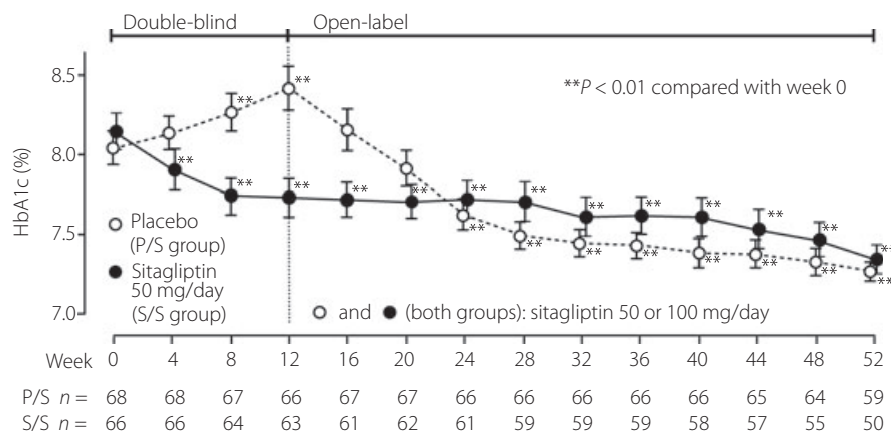 Double-blind Open-label
8.5
8.0
7.5
7.0
HbA1c (%)
**P < 0.01 compared with week 0
** ** ** ** ** ** ** ** ** ** ** ** ** **
** ** ** ** ** ** ** **
Placebo
(P/S group)
Sitagliptin
50 mg/day
(S/S group)
and (both groups): sitagliptin 50 or 100 mg/day
Week 0 4 8 12 16 20 24 28 32 36 40 44 48 52
P/S n = 68 68 67 66 67 67 66 66 66 66 66 65 64 59
S/S n = 66 66 64 63 61 62 61 59 59 59 58 57 55 50